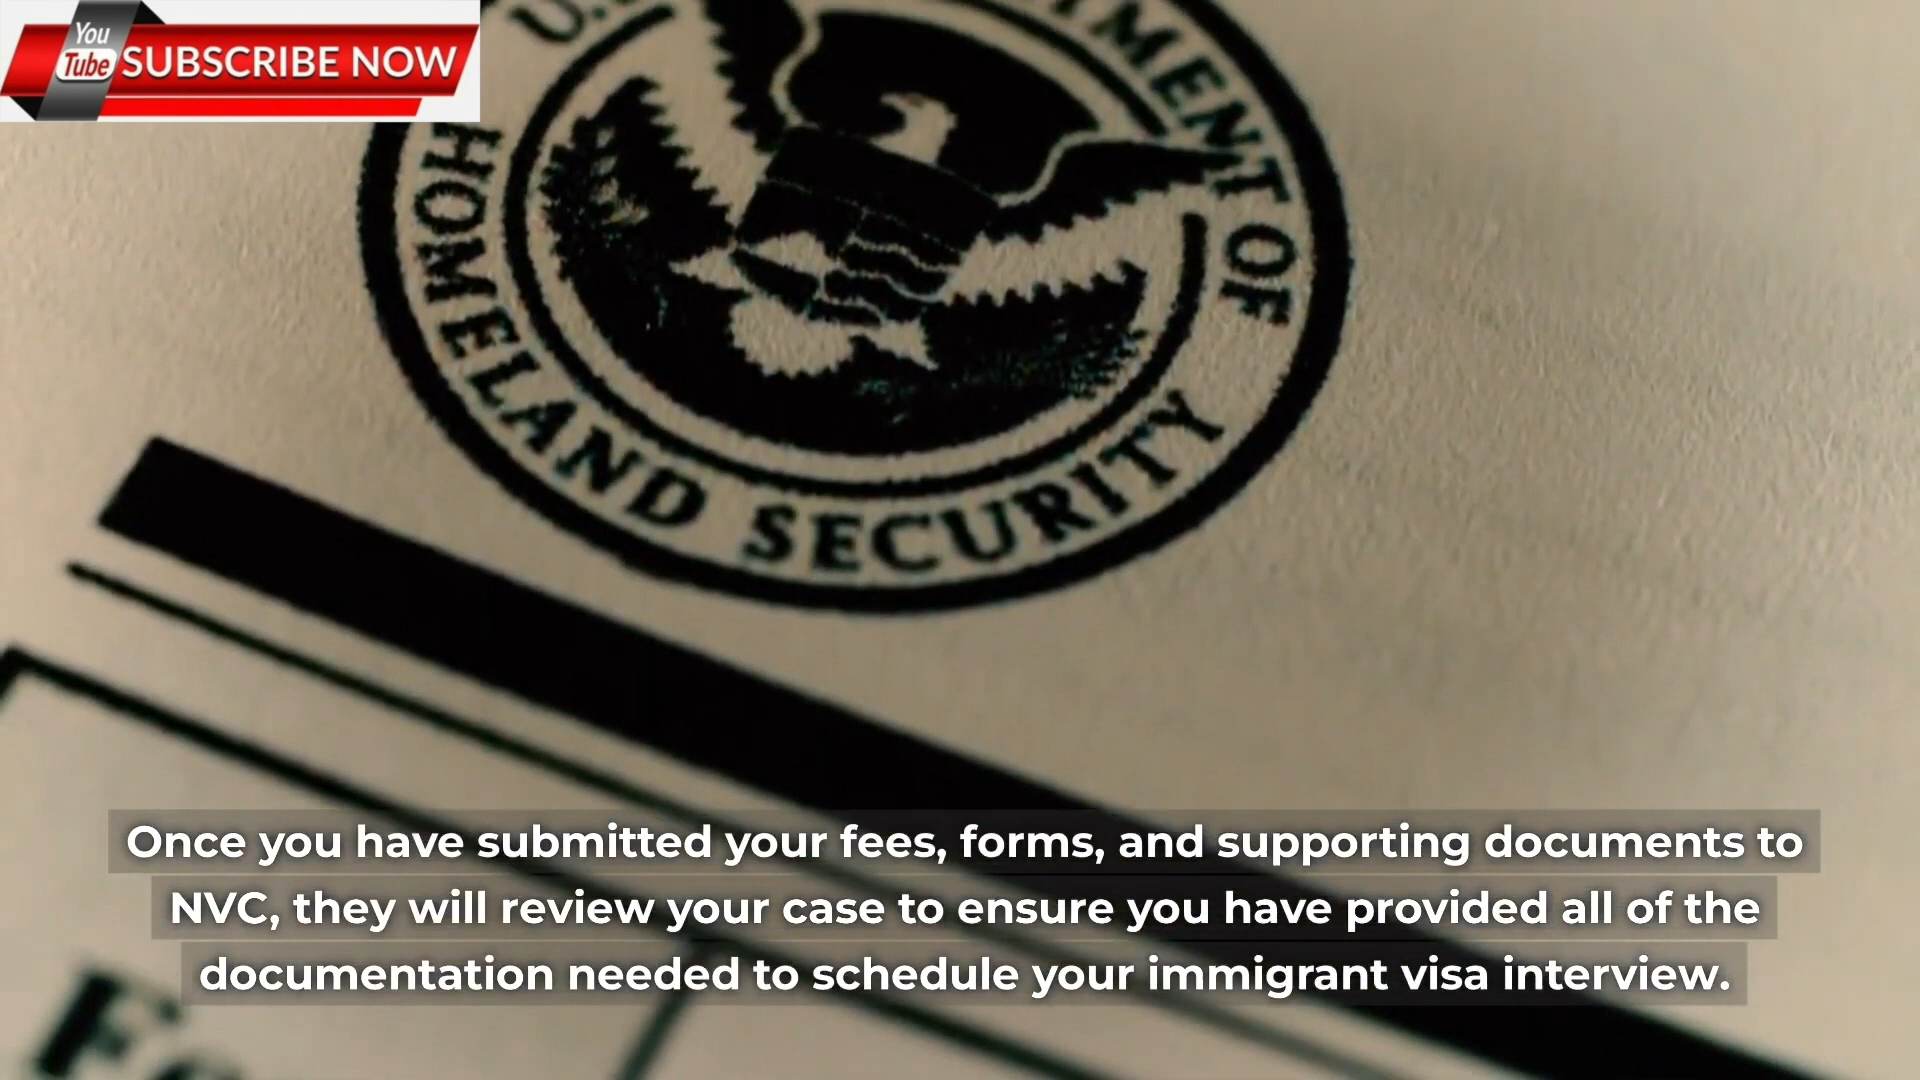 You
Tube
SUBSCRIBE NOW
DEPARTMENT OF
HOMELAND SECURITY
Once you have submitted your fees, forms, and supporting documents to
NVC, they will review your case to ensure you have provided all of the
documentation needed to schedule your immigrant visa interview.